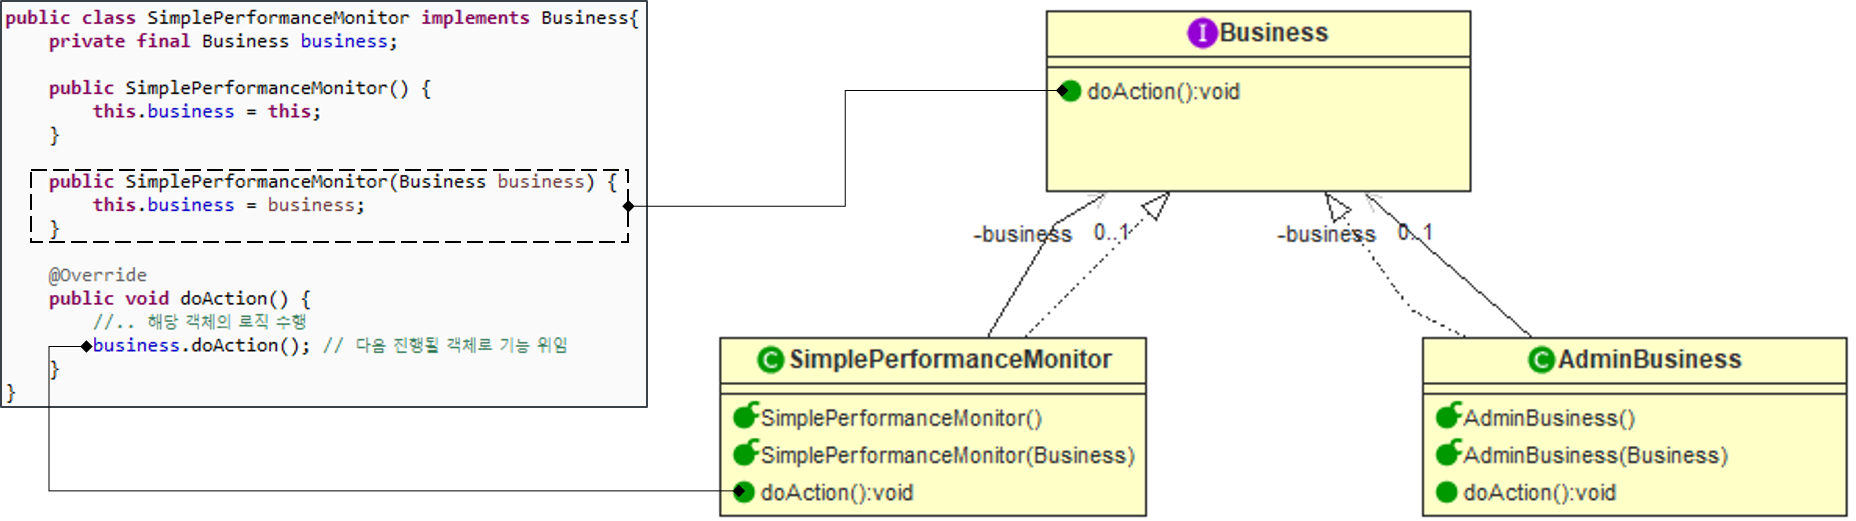 public class SimplePerformanceMonitor implements Business{
private final Business business;
public SimplePerformanceMonitor() {
this.business = this;
}
public SimplePerformanceMonitor(Business business) {
this.business = business;
}
@Override
public void doAction() {
//.. 해당 객체의 로직 수행
business.doAction(); // 다음 진행될 객체로 기능 위임
}
}
I Business
doAction():void
-business 0..1
-business 0..1
C SimplePerformanceMonitor
SimplePerformanceMonitor()
SimplePerformanceMonitor(Business)
doAction():void
C AdminBusiness
AdminBusiness()
AdminBusiness(Business)
doAction():void